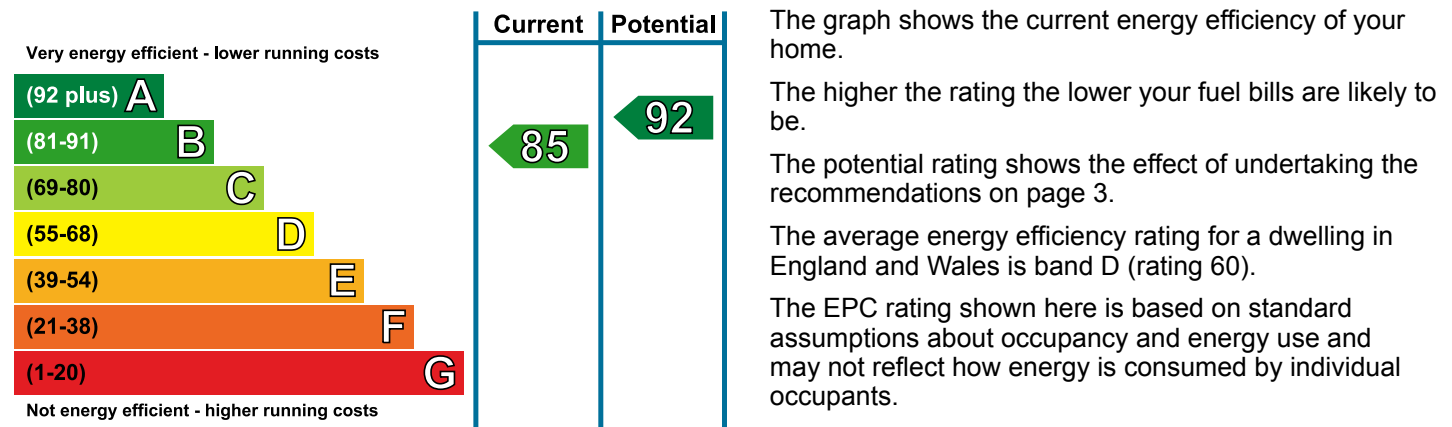 Current Potential
Very energy efficient - lower running costs
(92 plus) A
(81-91) B
(69-80) C
(55-68) D
(39-54) E
(21-38) F
(1-20) G
Not energy efficient - higher running costs
85
92
The graph shows the current energy efficiency of your
home.
The higher the rating the lower your fuel bills are likely to
be.
The potential rating shows the effect of undertaking the
recommendations on page 3.
The average energy efficiency rating for a dwelling in
England and Wales is band D (rating 60).
The EPC rating shown here is based on standard
assumptions about occupancy and energy use and
may not reflect how energy is consumed by individual
occupants.